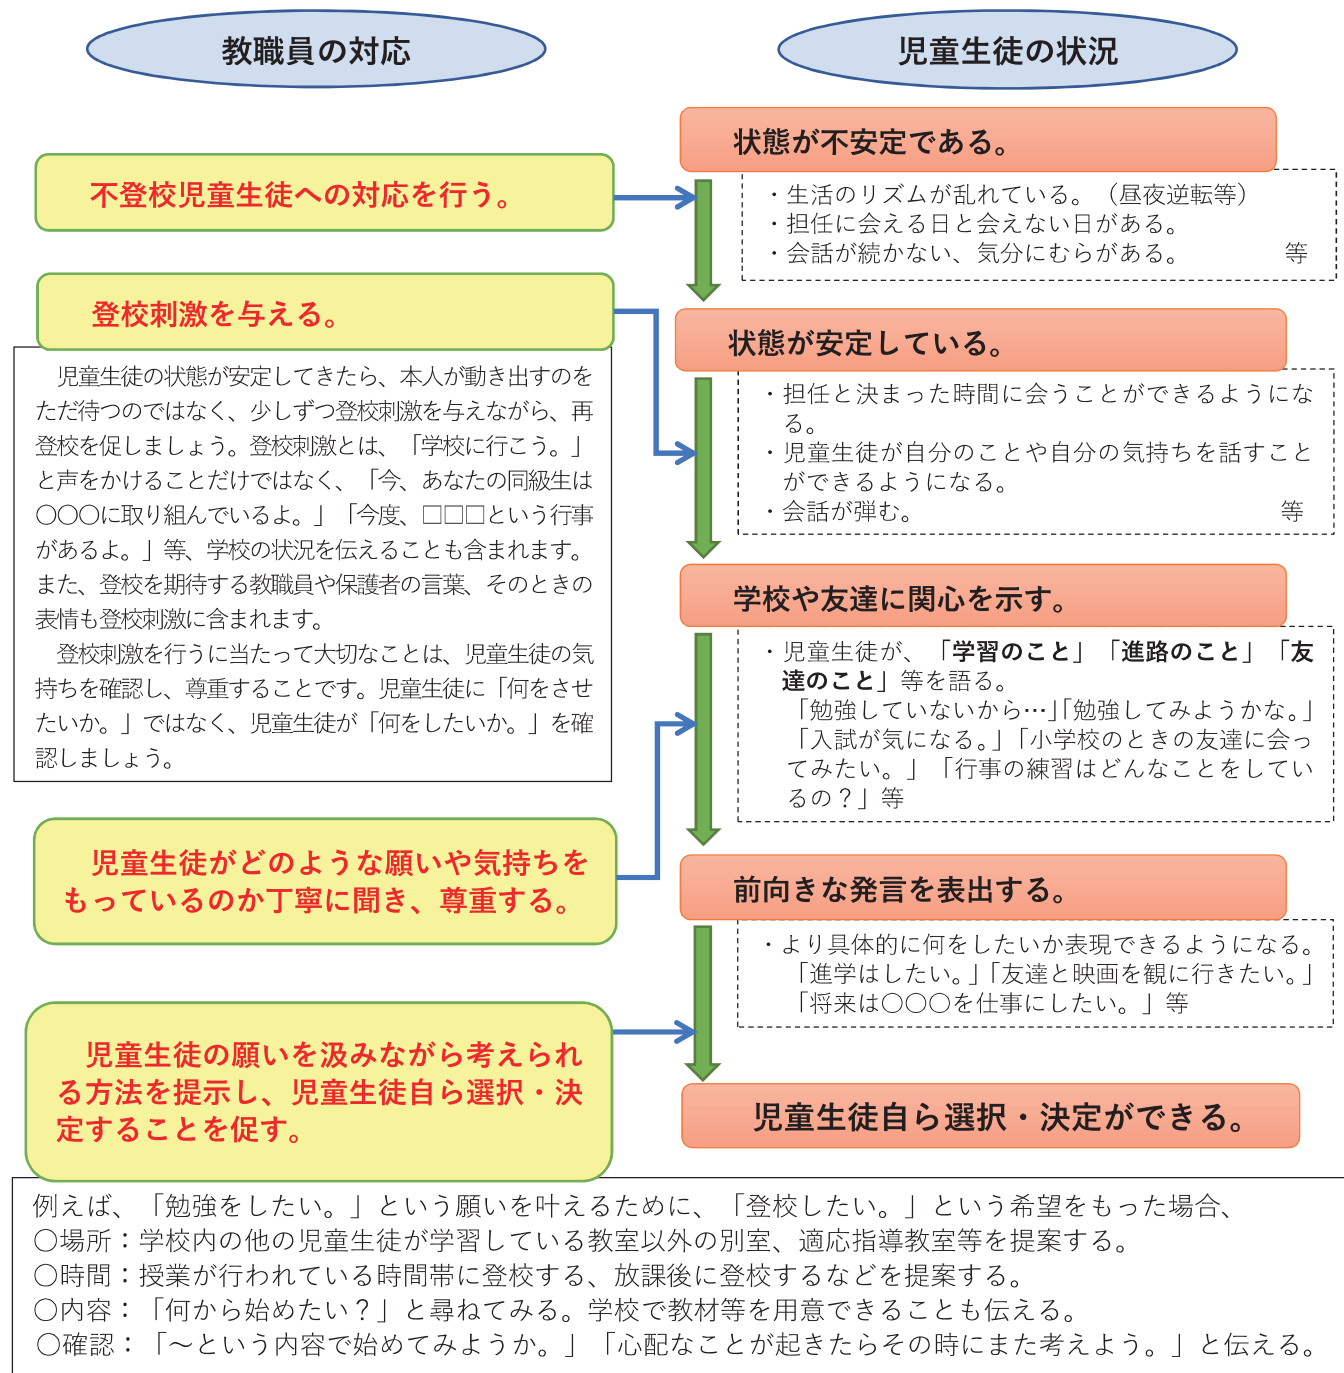 教職員の対応
不登校児童生徒への対応を行う。
登校刺激を与える。
　児童生徒の状態が安定してきたら、本人が動き出すのを
ただ待つのではなく、少しずつ登校刺激を与えながら、再
登校を促しましょう。登校刺激とは、「学校に行こう。」
と声をかけることだけではなく、「今、あなたの同級生は
○○○に取り組んでいるよ。」「今度、□□□という行事
があるよ。」等、学校の状況を伝えることも含まれます。
また、登校を期待する教職員や保護者の言葉、そのときの
表情も登校刺激に含まれます。
　登校刺激を行うに当たって大切なことは、児童生徒の気
持ちを確認し、尊重することです。児童生徒に「何をさせ
たいか。」ではなく、児童生徒が「何をしたいか。」を確
認しましょう。
　児童生徒がどのような願いや気持ちを
もっているのか丁寧に聞き、尊重する。
　児童生徒の願いを汲みながら考えられ
る方法を提示し、児童生徒自ら選択・決
定することを促す。
児童生徒の状況
状態が不安定である。
・生活のリズムが乱れている。（昼夜逆転等）
・担任に会える日と会えない日がある。
・会話が続かない、気分にむらがある。　　　　等
状態が安定している。
・担任と決まった時間に会うことができるようにな
る。
・児童生徒が自分のことや自分の気持ちを話すこと
ができるようになる。
・会話が弾む。　　　　等
学校や友達に関心を示す。
・児童生徒が、「学習のこと」「進路のこと」「友
達のこと」等を語る。
「勉強していないから…」「勉強してみようかな。」
「入試が気になる。」「小学校のときの友達に会っ
てみたい。」「行事の練習はどんなことをしてい
るの？」等
前向きな発言を表出する。
・より具体的に何をしたいか表現できるようになる。
「進学はしたい。」「友達と映画を観に行きたい。」
「将来は○○○を仕事にしたい。」等
児童生徒自ら選択・決定ができる。
例えば、「勉強をしたい。」という願いを叶えるために、「登校したい。」という希望をもった場合、
○場所：学校内の他の児童生徒が学習している教室以外の別室、適応指導教室等を提案する。
○時間：授業が行われている時間帯に登校する、放課後に登校するなどを提案する。
○内容：「何から始めたい？」と尋ねてみる。学校で教材等を用意できることも伝える。
○確認：「～という内容で始めてみようか。」「心配なことが起きたらその時にまた考えよう。」と伝える。